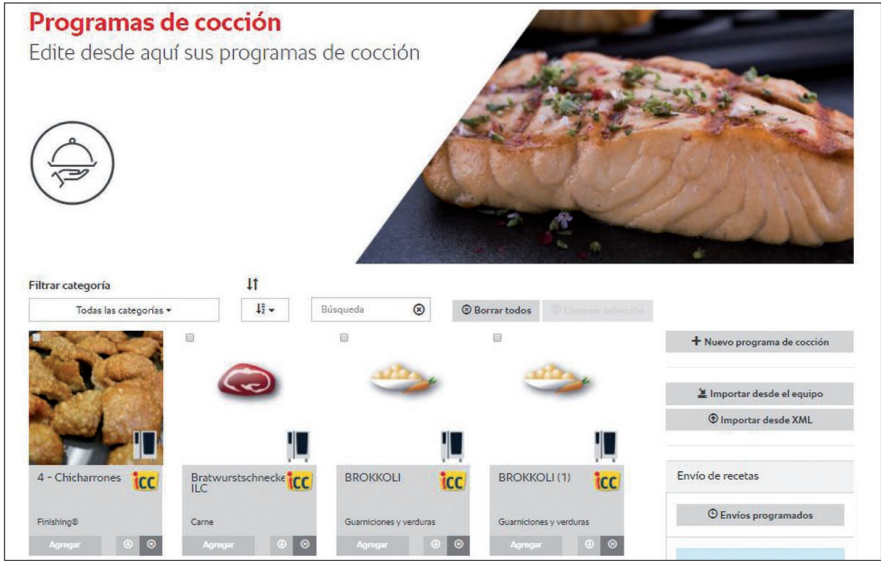 Programas de cocción
Edite desde aquí sus programas de cocción
Filtrar categoría
Todas las categorías
Búsqueda
Borrar todos
Eliminar selección
Nuevo programa de cocción
Importar desde el equipo
Importar desde XML
Envío de recetas
Envíos programados
4 - Chicharrones
icc
Finishing®
Agregar
Bratwurstschnecke
ILC
icc
Carne
Agregar
BROKKOLI
icc
Guarniciones y verduras
Agregar
BROKKOLI (1)
icc
Guarniciones y verduras
Agregar